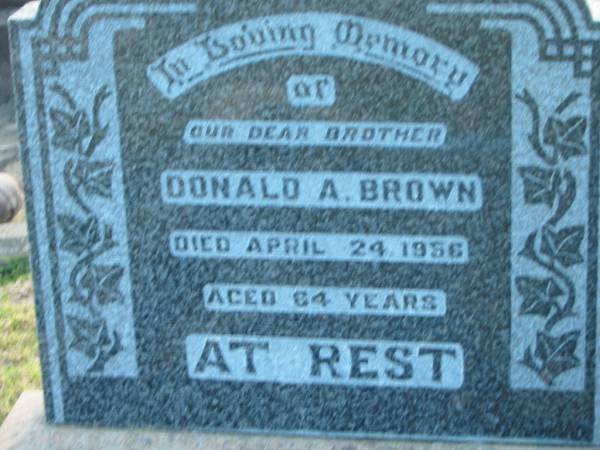 In Loving Memory
OF
OUR DEAR BROTHER
DONALD A. BROWN
DIED APRIL 24, 1956
AGED 64 YEARS
AT REST